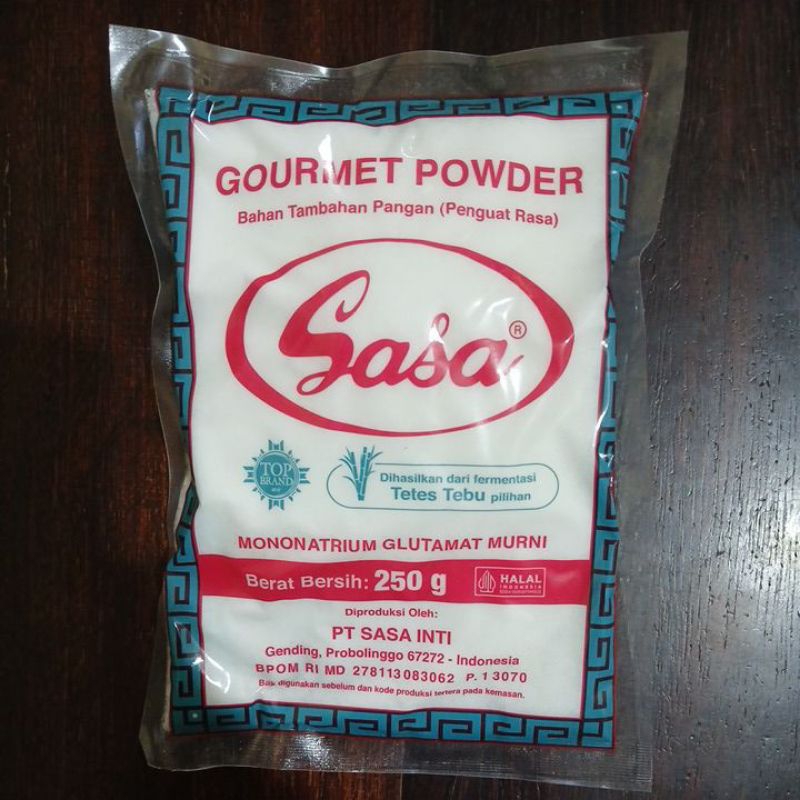 GOURMET POWDER
Bahan Tambahan Pangan (Penguat Rasa)
Sasa®
TOP
BRAND
Dihasilkan dari fermentasi
Tetes Tebu pilihan
MONONATRIUM GLUTAMAT MURNI
Berat Bersih: 250 g
HALAL
INDONESIA
Diproduksi Oleh:
PT SASA INTI
Gending, Probolinggo 67272 - Indonesia
BPOM RI MD 278113083062 P. 13070
Baik digunakan sebelum dan kode produksi tertera pada kemasan.